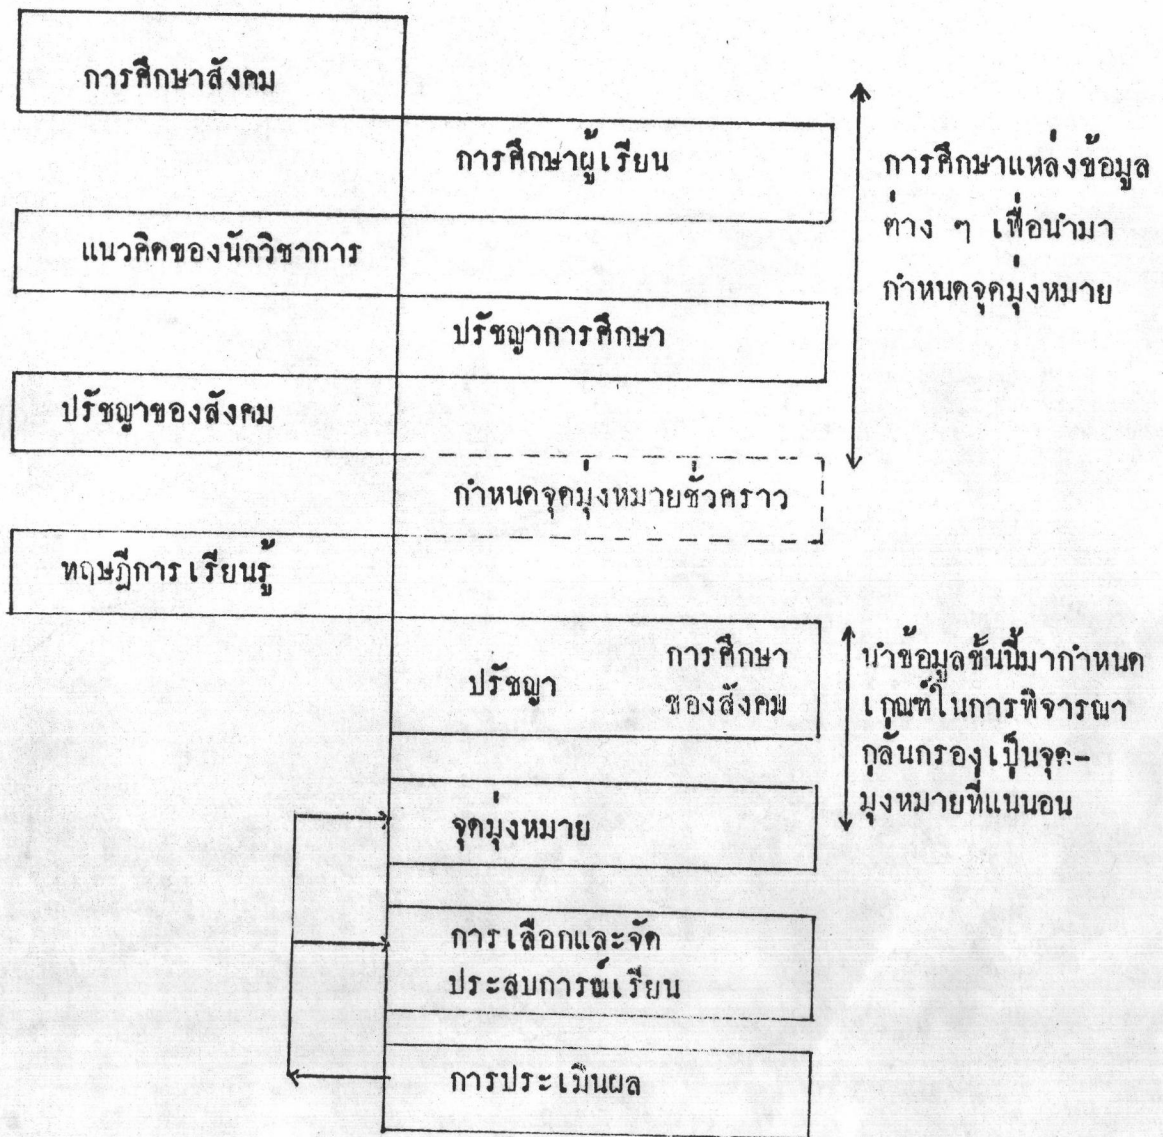 การศึกษาสังคม
การศึกษาผู้เรียน
แนวคิดของนักวิชาการ
ปรัชญาการศึกษา
ปรัชญาของสังคม
กำหนดจุดมุ่งหมายชั่วคราว
ทฤษฎีการเรียนรู้
การศึกษาแหล่งข้อมูล
ต่าง ๆ เพื่อนำมา
กำหนดจุดมุ่งหมาย
ปรัชญา
การศึกษา
ของสังคม
นำข้อมูลขั้นนี้มากำหนด
เกณฑ์ในการพิจารณา
กลั่นกรองเป็นจุด-
มุ่งหมายที่แน่นอน
จุดมุ่งหมาย
การเลือกและจัด
ประสบการณ์เรียน
การประเมินผล